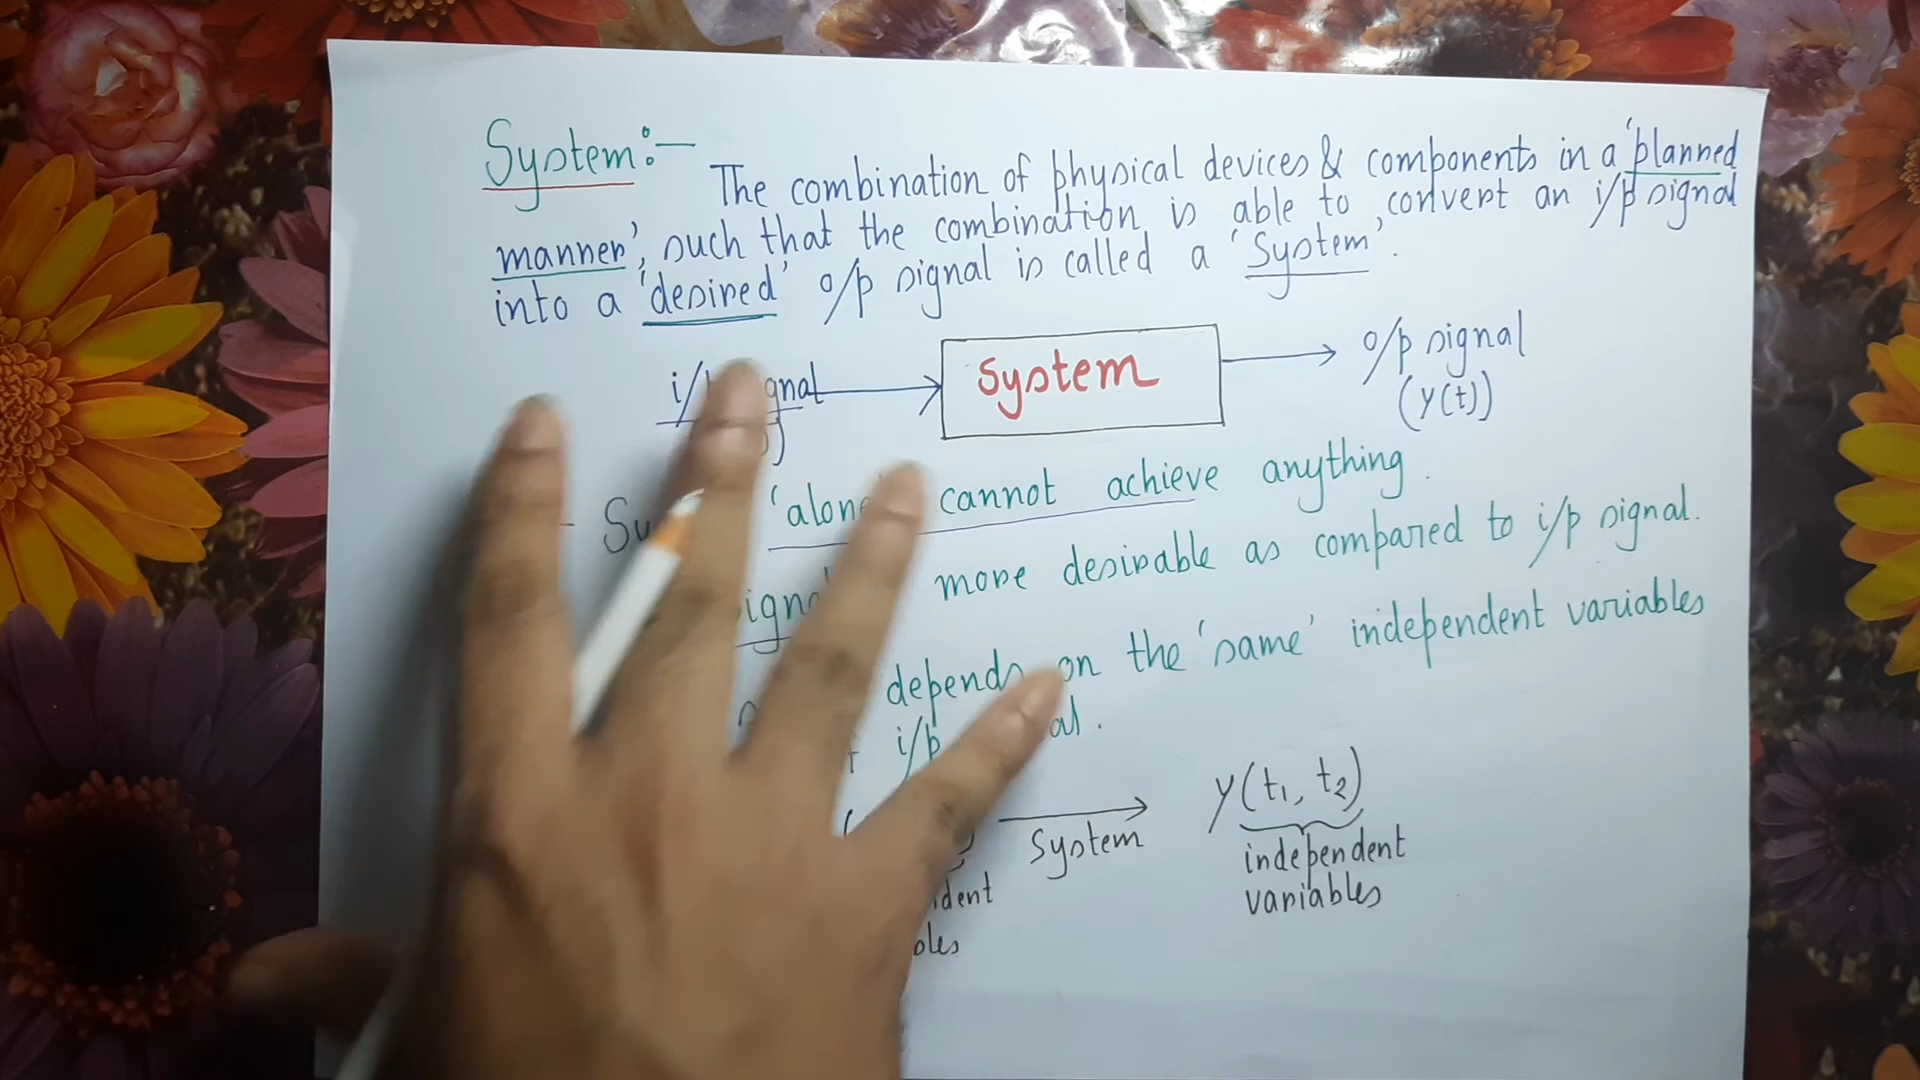 System:-
The combination of physical devices & components in a 'planned
manner', such that the combination is able to convert an i/p signal
into a 'desired' o/p signal is called a 'System'.
System
o/p signal
(y(t))
'alone cannot achieve anything.
more desirable as compared to i/p signal.
depends on the 'same' independent variables
i/p
System
y(t1, t2)
independent
variables